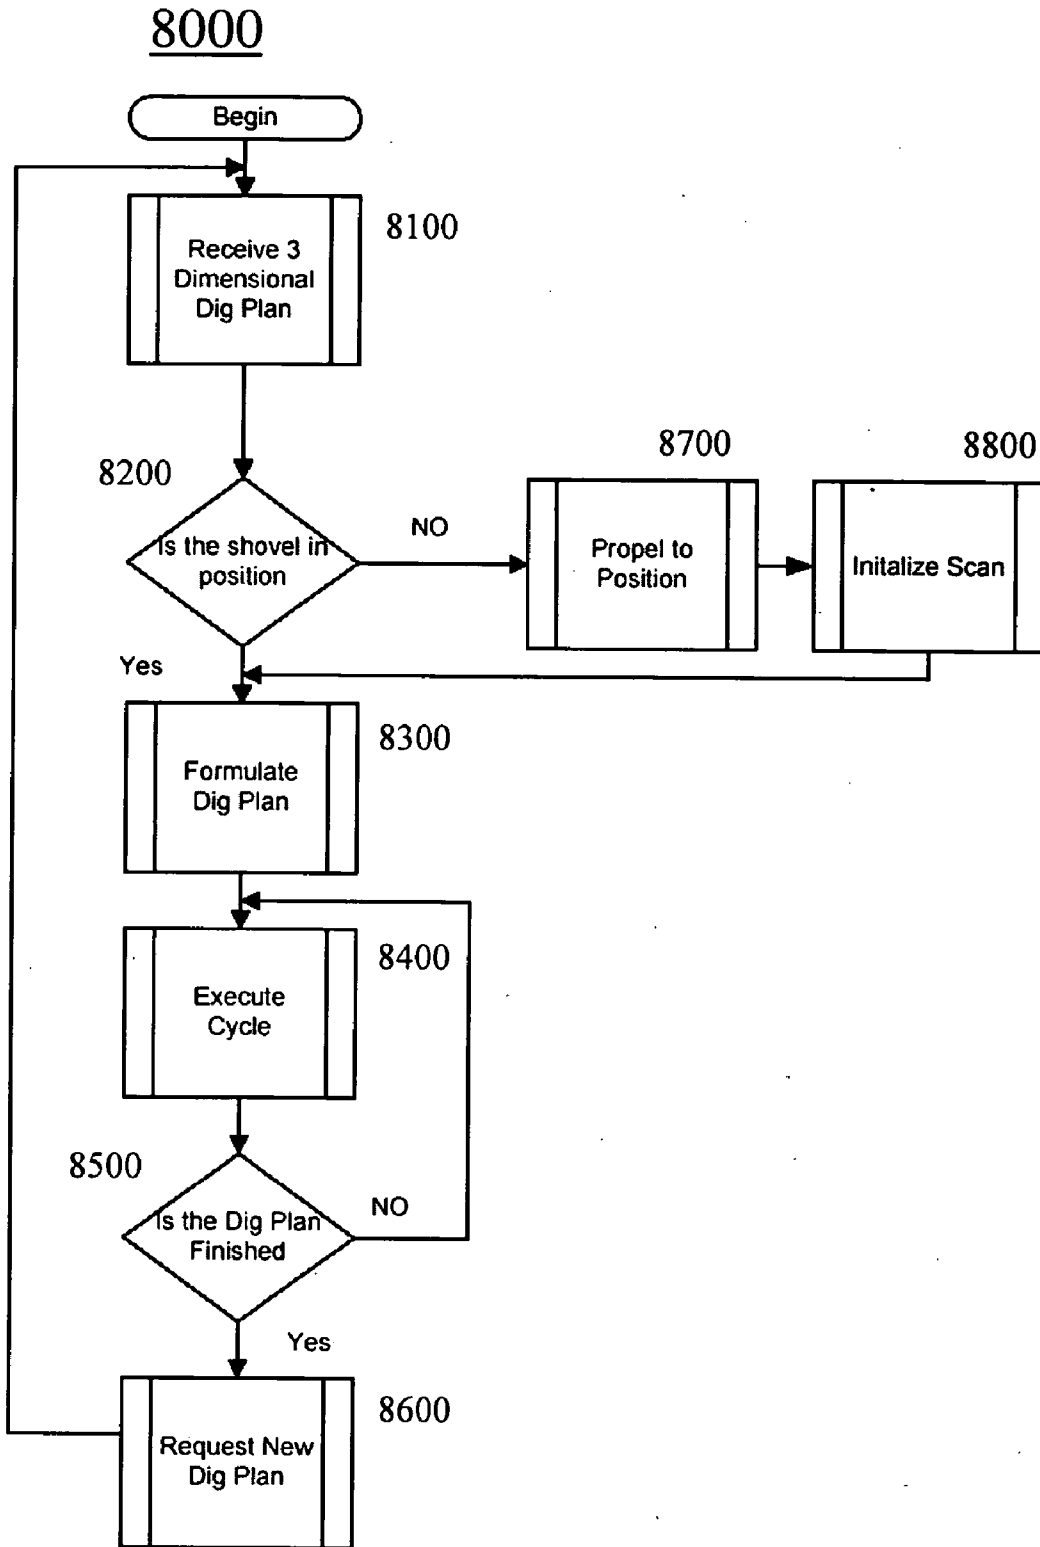 8000
Begin
8100
Receive 3
Dimensional
Dig Plan
8700
8800
8200
NO
Is the shovel in
position
Propel to
Position
Initalize Scan
Yes
8300
Formulate
Dig Plan
8400
Execute
Cycle
8500
NO
Is the Dig Plan
Finished
Yes
8600
Request New
Dig Plan